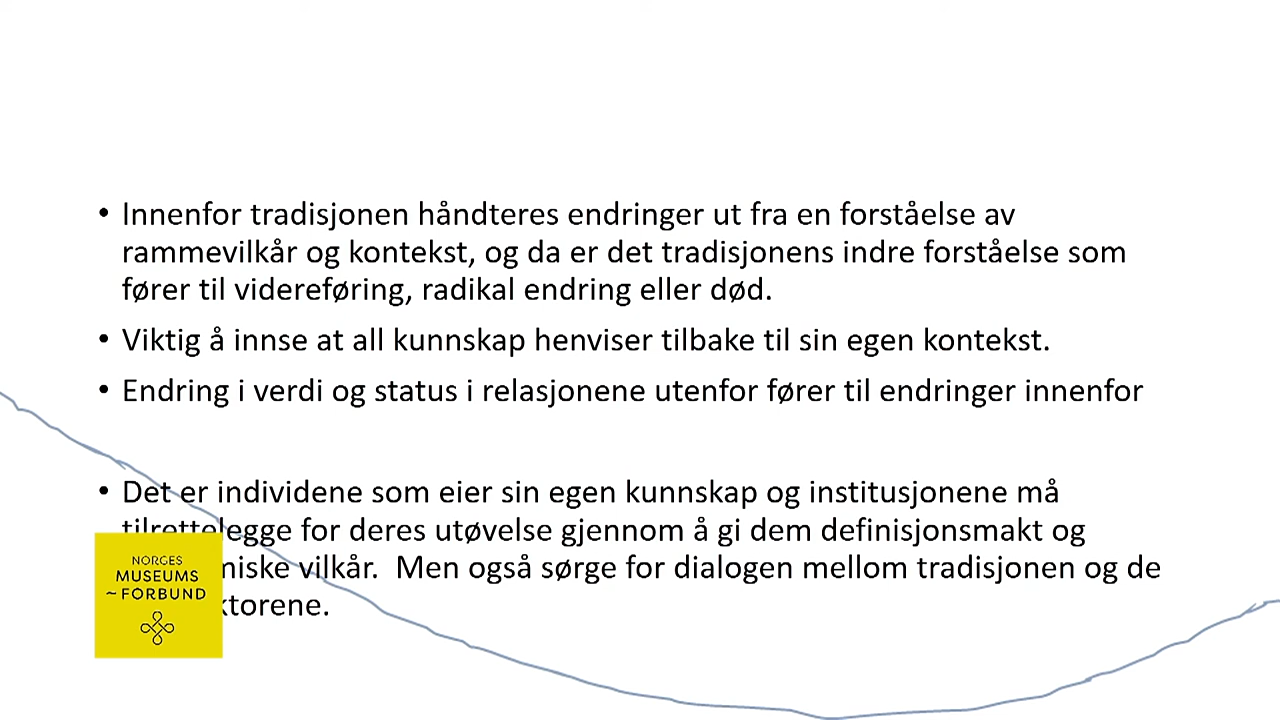 • Innenfor tradisjonen håndteres endringer ut fra en forståelse av
rammevilkår og kontekst, og da er det tradisjonens indre forståelse som
fører til videreføring, radikal endring eller død.
• Viktig å innse at all kunnskap henviser tilbake til sin egen kontekst.
• Endring i verdi og status i relasjonene utenfor fører til endringer innenfor
• Det er individene som eier sin egen kunnskap og institusjonene må
tilrettelegge for deres utøvelse gjennom å gi dem definisjonsmakt og
vilkår. Men også sørge for dialogen mellom tradisjonen og de
NORGES
MUSEUMS
~FORBUND